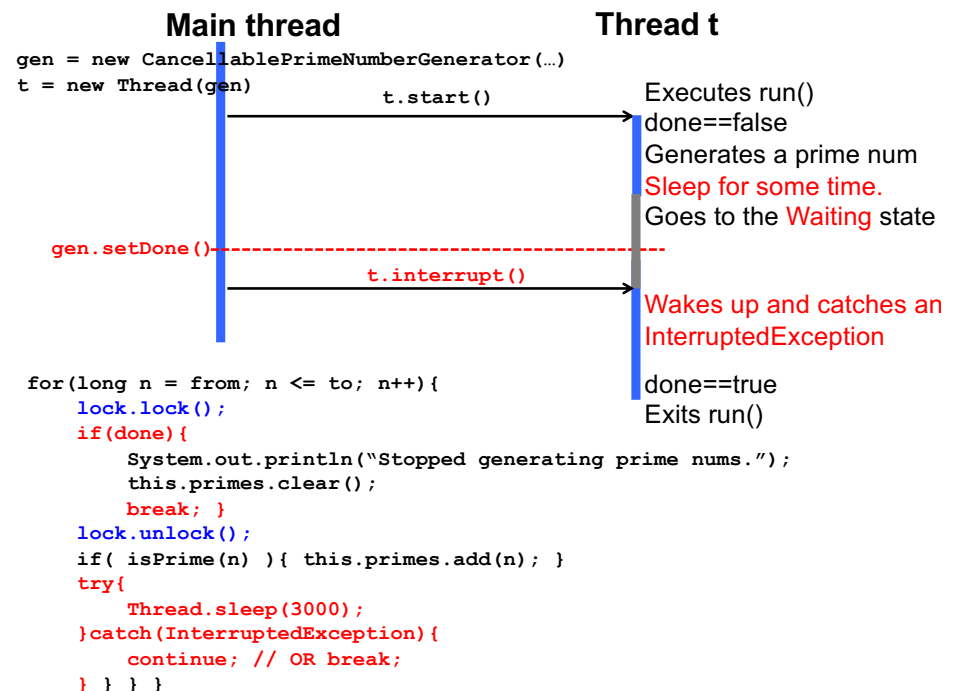 Main thread
Thread t
gen = new CancellablePrimeNumberGenerator(…)
t = new Thread(gen)
t.start()
Executes run()
done==false
Generates a prime num
Sleep for some time.
Goes to the Waiting state
gen.setDone()
t.interrupt()
Wakes up and catches an
InterruptedException
done==true
Exits run()
for(long n = from; n <= to; n++){
lock.lock();
if(done){
System.out.println(“Stopped generating prime nums.”);
this.primes.clear();
break; }
lock.unlock();
if( isPrime(n) ){ this.primes.add(n); }
try{
Thread.sleep(3000);
}catch(InterruptedException){
continue; // OR break;
} } } }